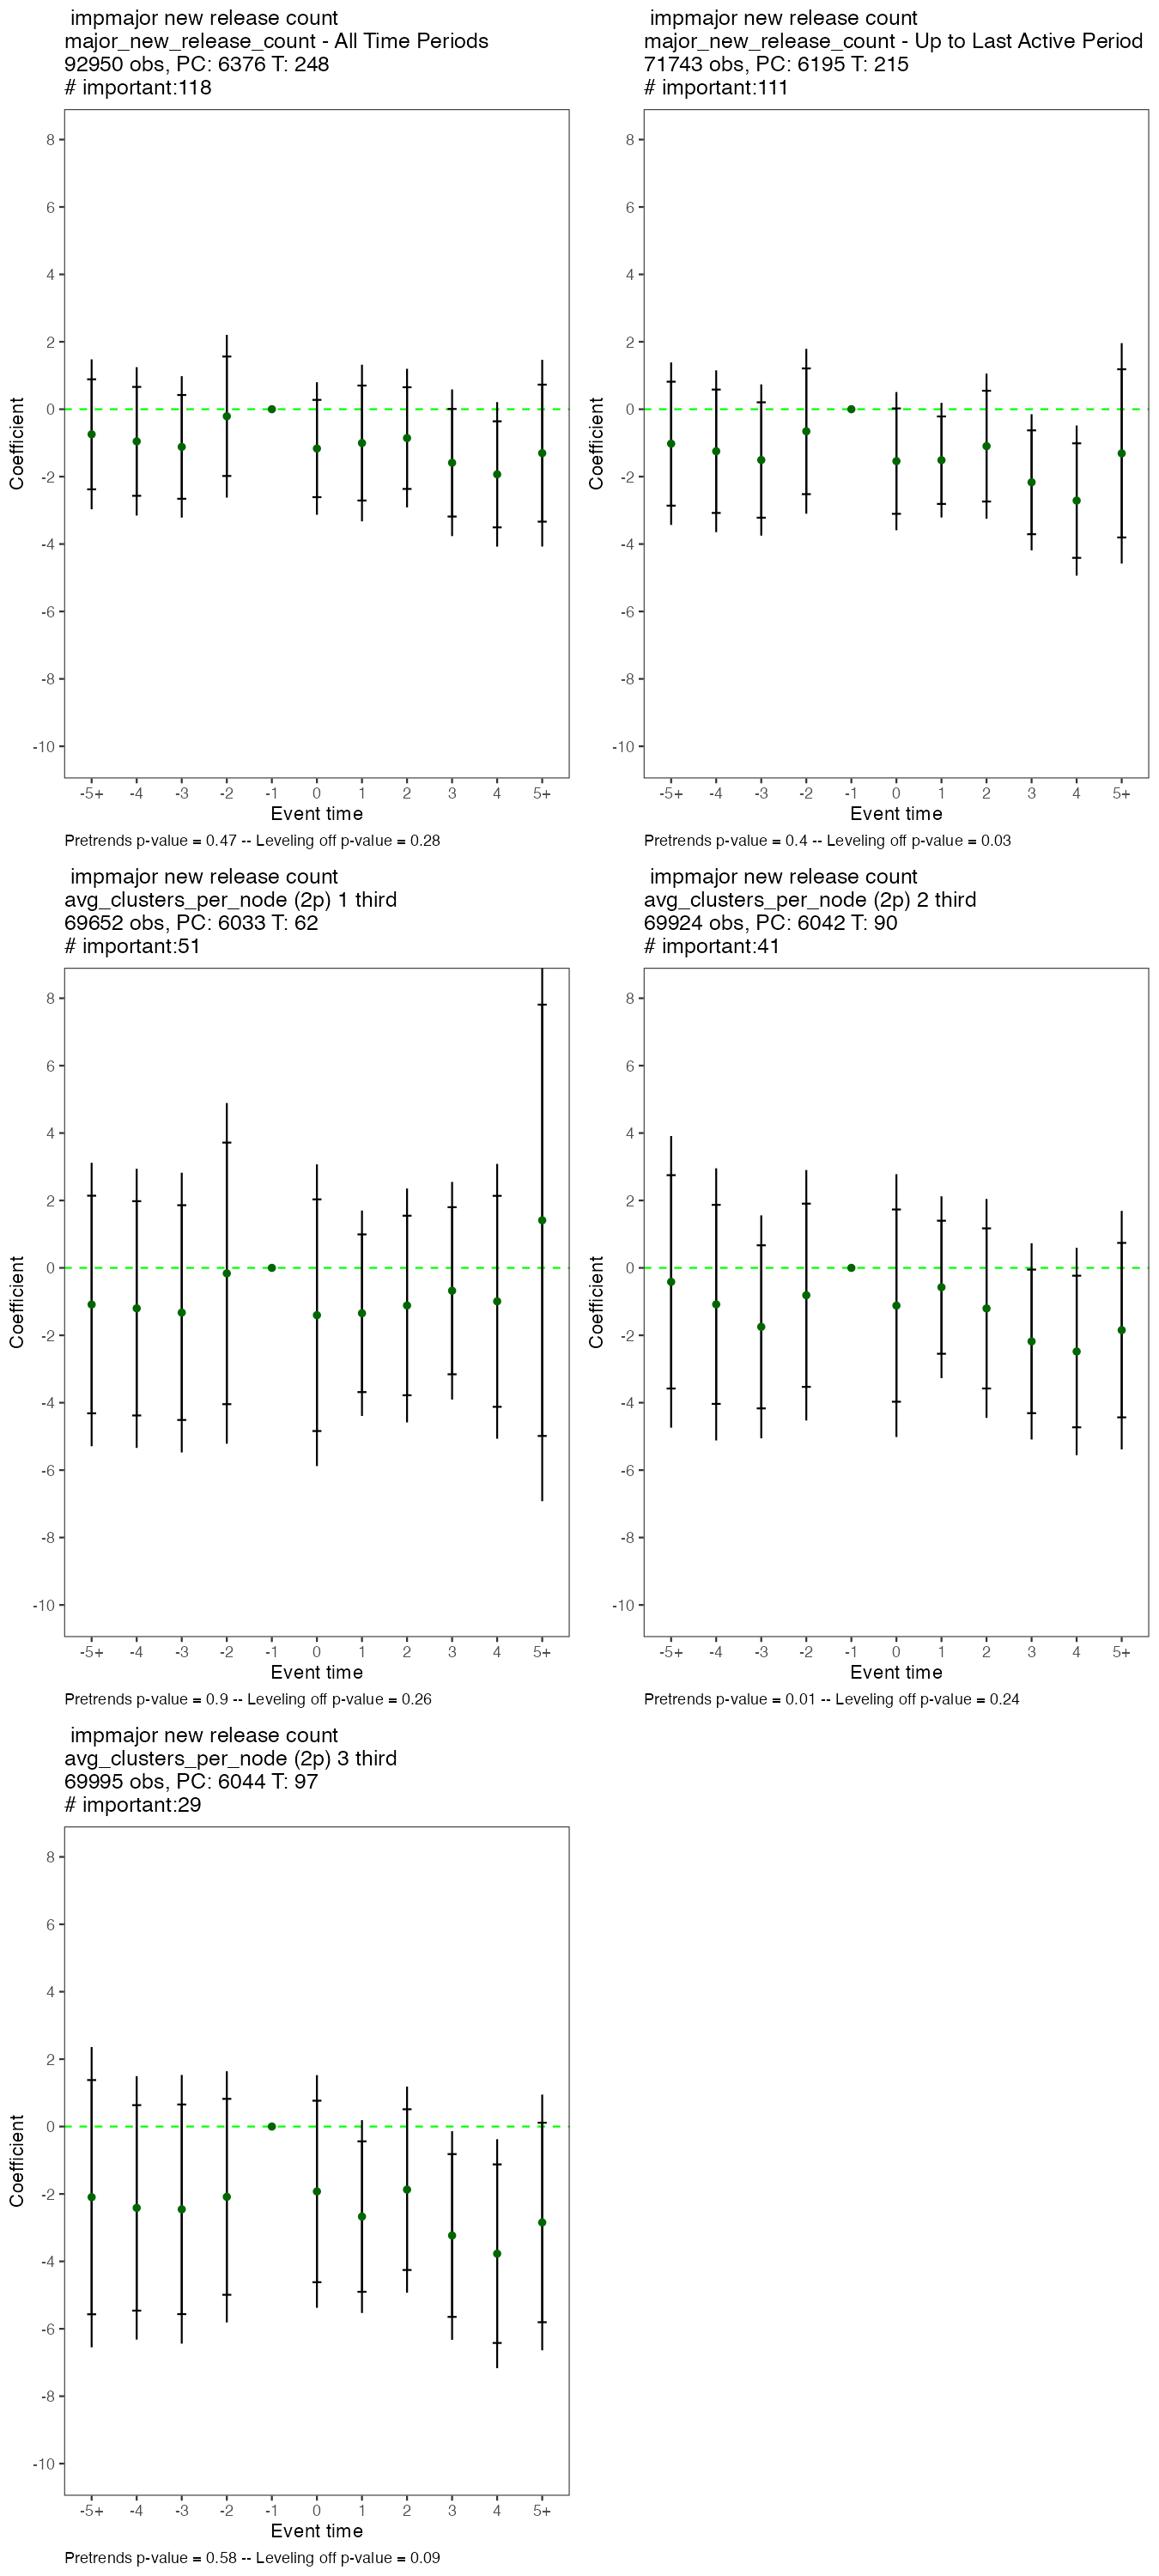 impmajor new release count
major_new_release_count - All Time Periods
92950 obs, PC: 6376 T: 248
# important:118
8
6
4
2
0
-2
-4
-6
-8
-10
Coefficient
-5+ -4 -3 -2 -1 0 1 2 3 4 5+
Event time
Pretrends p-value = 0.47 -- Leveling off p-value = 0.28
impmajor new release count
major_new_release_count - Up to Last Active Period
71743 obs, PC: 6195 T: 215
# important:111
8
6
4
2
0
-2
-4
-6
-8
-10
Coefficient
-5+ -4 -3 -2 -1 0 1 2 3 4 5+
Event time
Pretrends p-value = 0.4 -- Leveling off p-value = 0.03
impmajor new release count
avg_clusters_per_node (2p) 1 third
69652 obs, PC: 6033 T: 62
# important:51
8
6
4
2
0
-2
-4
-6
-8
-10
Coefficient
-5+ -4 -3 -2 -1 0 1 2 3 4 5+
Event time
Pretrends p-value = 0.9 -- Leveling off p-value = 0.26
impmajor new release count
avg_clusters_per_node (2p) 2 third
69924 obs, PC: 6042 T: 90
# important:41
8
6
4
2
0
-2
-4
-6
-8
-10
Coefficient
-5+ -4 -3 -2 -1 0 1 2 3 4 5+
Event time
Pretrends p-value = 0.01 -- Leveling off p-value = 0.24
impmajor new release count
avg_clusters_per_node (2p) 3 third
69995 obs, PC: 6044 T: 97
# important:29
8
6
4
2
0
-2
-4
-6
-8
-10
Coefficient
-5+ -4 -3 -2 -1 0 1 2 3 4 5+
Event time
Pretrends p-value = 0.58 -- Leveling off p-value = 0.09